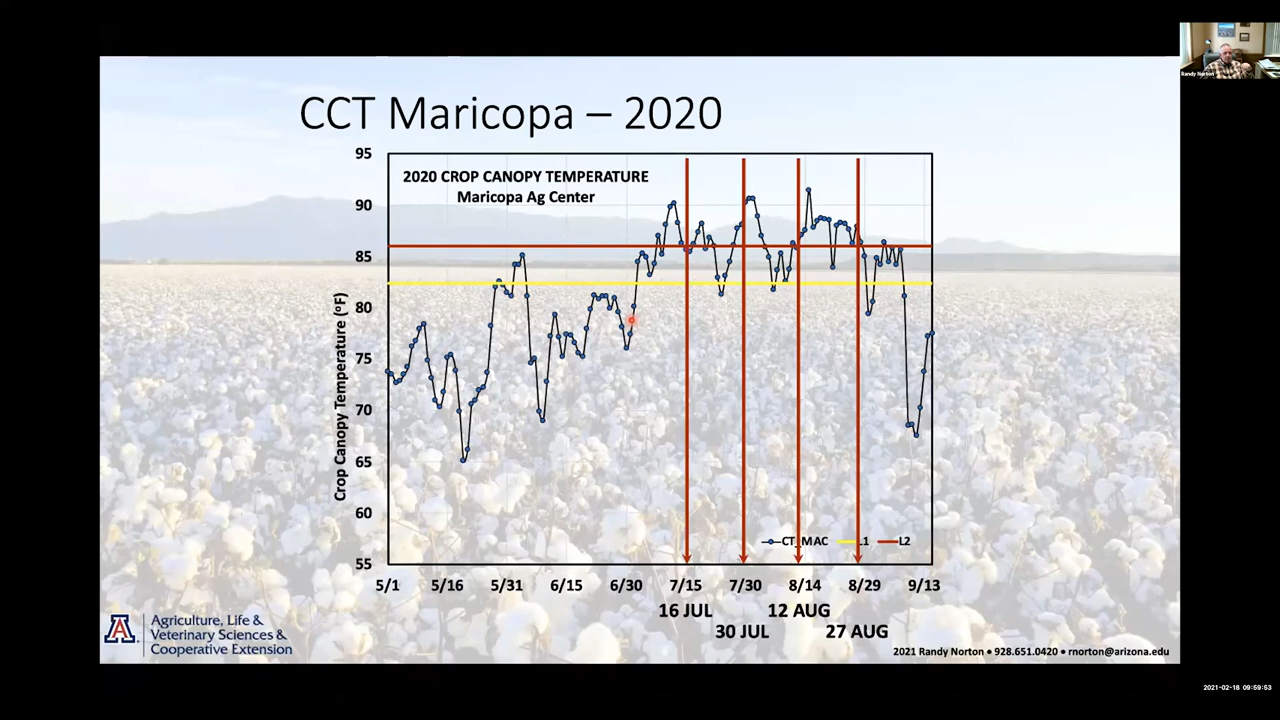 Randy Norton
CCT Maricopa – 2020
2020 CROP CANOPY TEMPERATURE
Maricopa Ag Center
Crop Canopy Temperature (ºF)
95
90
85
80
75
70
65
60
55
CT_MAC L1 L2
5/1 5/16 5/31 6/15 6/30 7/15 7/30 8/14 8/29 9/13
16 JUL 12 AUG
30 JUL 27 AUG
A
Agriculture, Life &
Veterinary Sciences &
Cooperative Extension
2021 Randy Norton • 928.651.0420 • rnorton@arizona.edu
2021-02-18 09:59:53